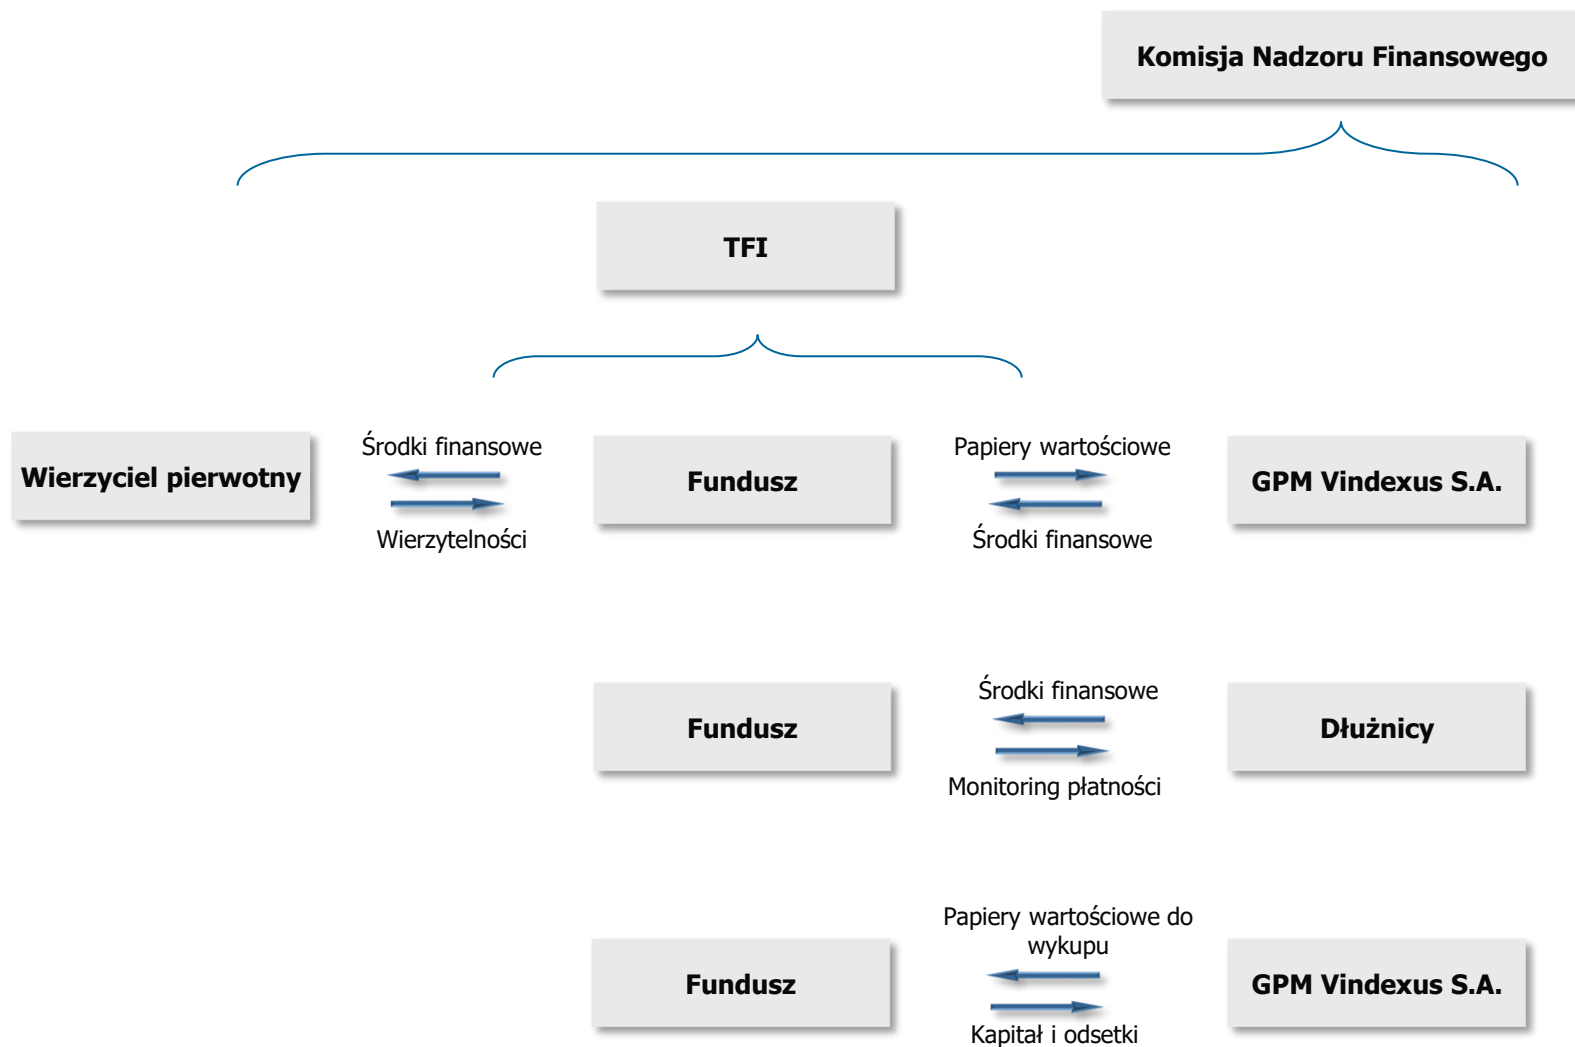 Komisja Nadzoru Finansowego
TFI
Wierzyciel pierwotny
Środki finansowe
Wierzytelności
Fundusz
Papiery wartościowe
Środki finansowe
GPM Vindexus S.A.
Fundusz
Środki finansowe
Monitoring płatności
Dłużnicy
Fundusz
Papiery wartościowe do
wykupu
Kapitał i odsetki
GPM Vindexus S.A.